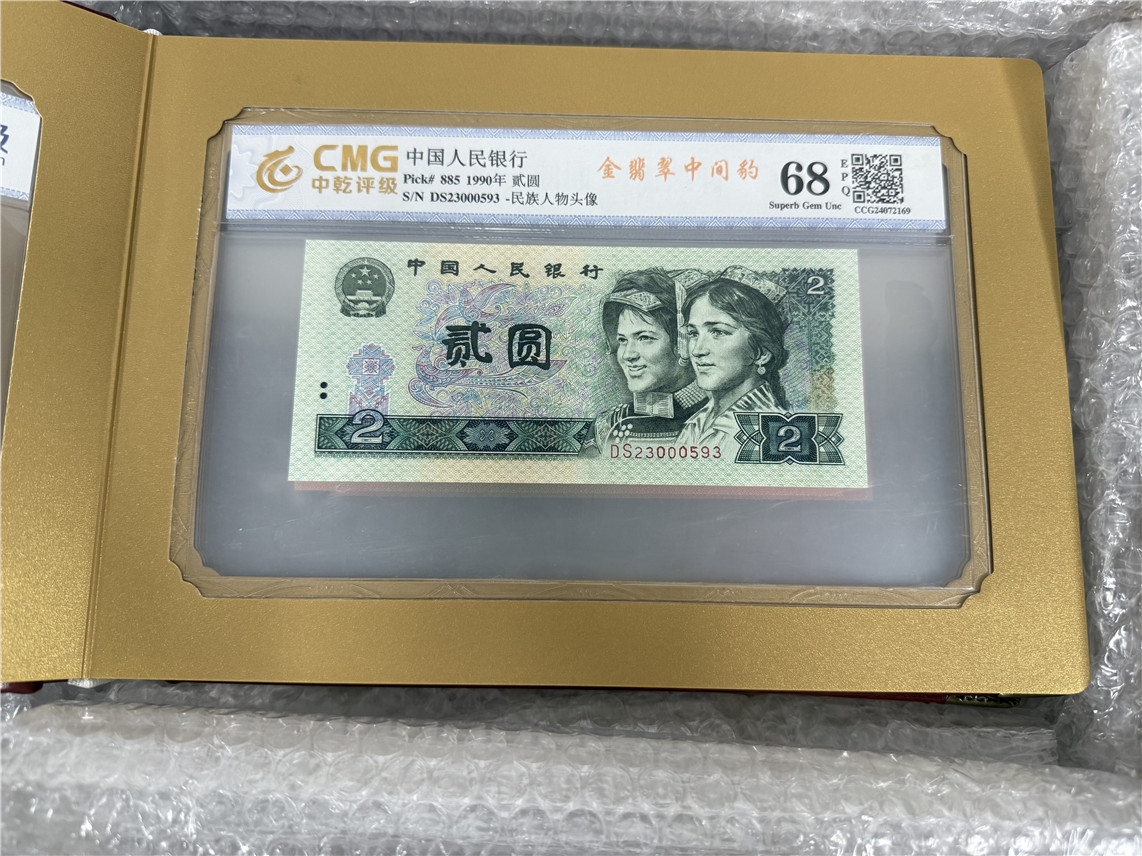 CMG
中乾评级
中国人民银行
Pick# 885 1990年 贰圆
S/N DS23000593 -民族人物头像
金翡翠中间豹
68
EPQ
Superb Gem Unc
CCG24072169
中国人民银行
2
贰圆
2
2
DS23000593